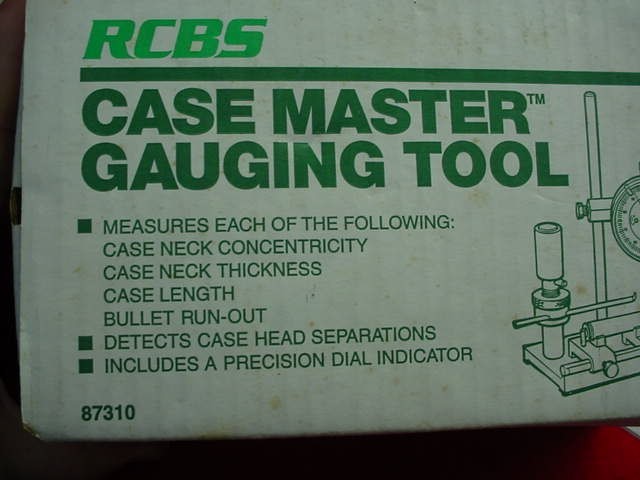 RCBS
CASE MASTER™
GAUGING TOOL
■ MEASURES EACH OF THE FOLLOWING:
CASE NECK CONCENTRICITY
CASE NECK THICKNESS
CASE LENGTH
BULLET RUN-OUT
■ DETECTS CASE HEAD SEPARATIONS
■ INCLUDES A PRECISION DIAL INDICATOR
87310